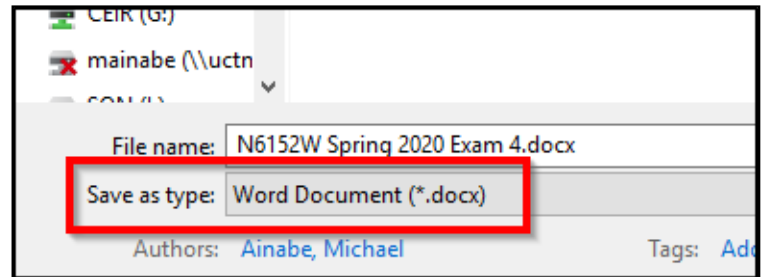 CEIR (G:)
mainabe (\\uctn
File name: N6152W Spring 2020 Exam 4.docx
Save as type: Word Document (*.docx)
Authors: Ainabe, Michael Tags: Add